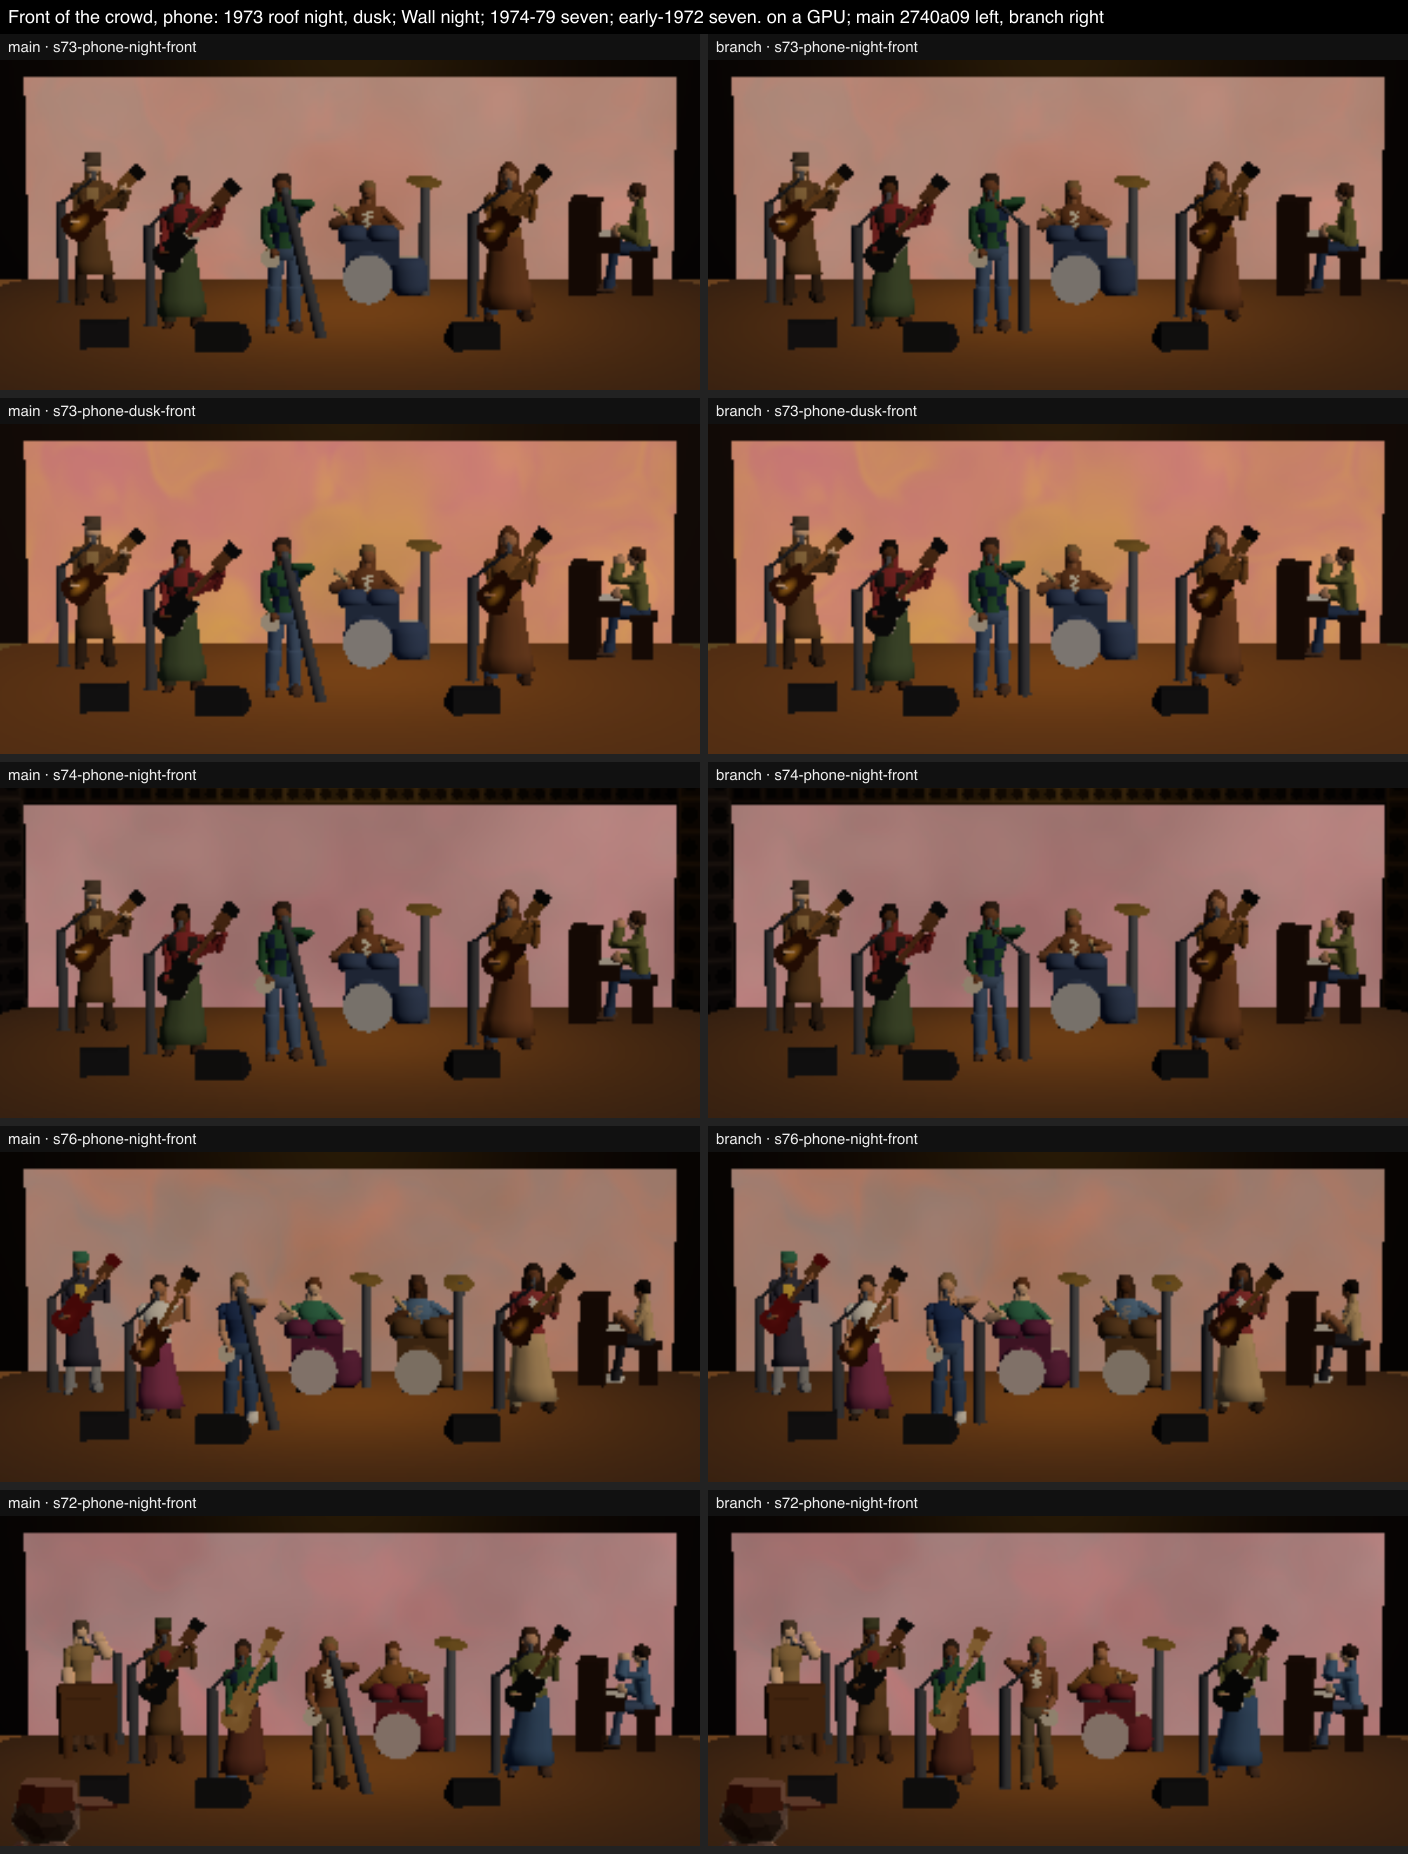 Front of the crowd, phone: 1973 roof night, dusk; Wall night; 1974-79 seven; early-1972 seven. on a GPU; main 2740a09 left, branch right
main · s73-phone-night-front
branch · s73-phone-night-front
main · s73-phone-dusk-front
branch · s73-phone-dusk-front
main · s74-phone-night-front
branch · s74-phone-night-front
main · s76-phone-night-front
branch · s76-phone-night-front
main · s72-phone-night-front
branch · s72-phone-night-front